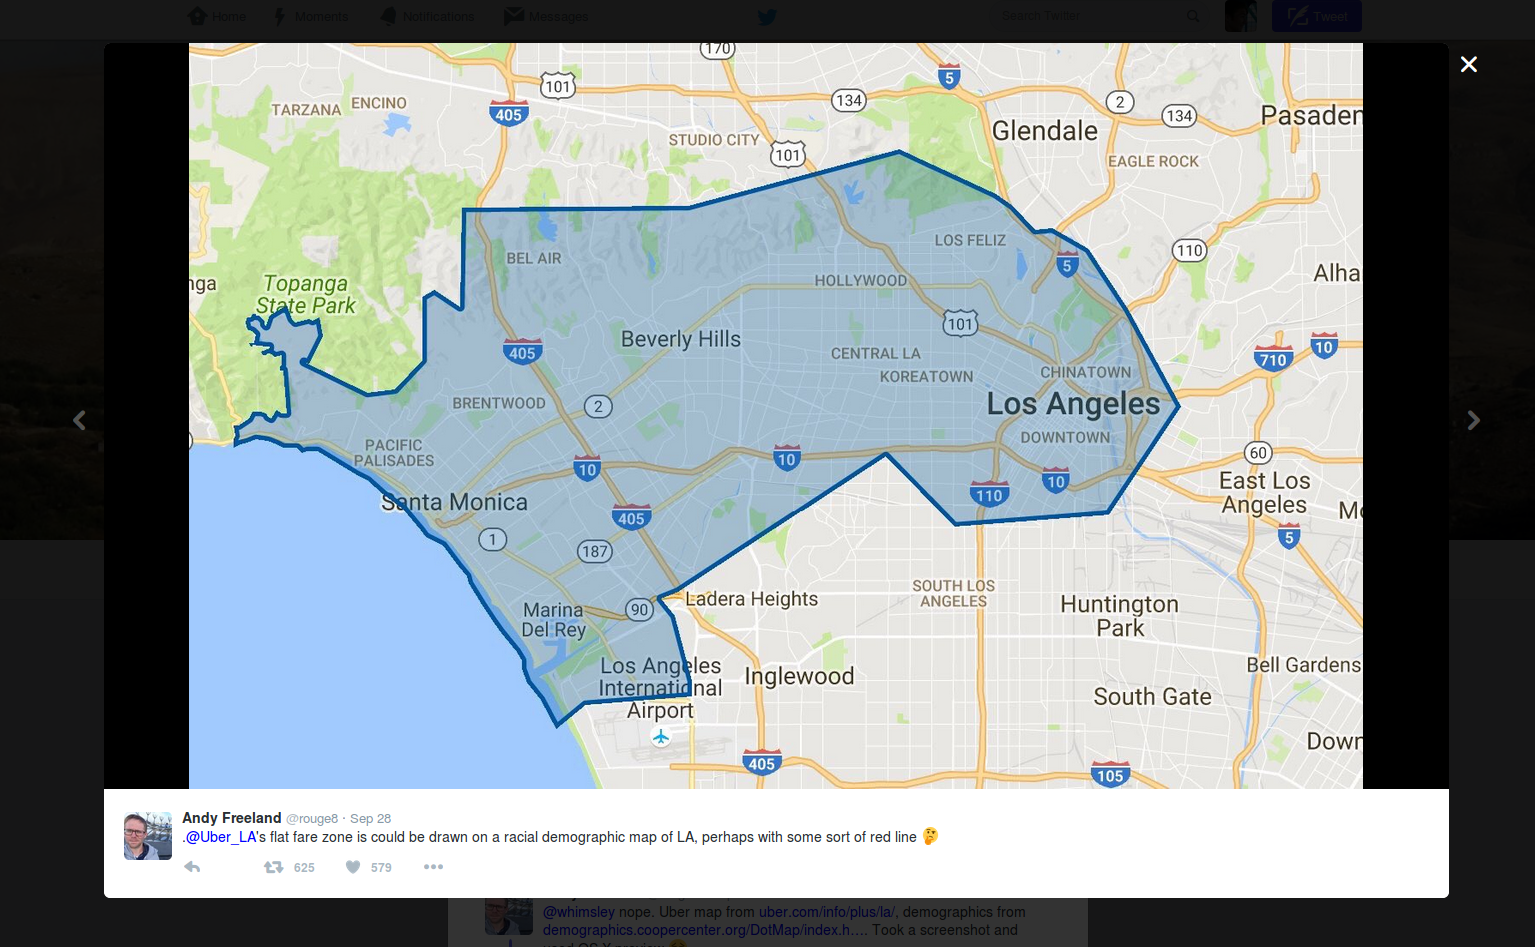 Home
Moments
Notifications
Messages
Search Twitter
Tweet
170
101
5
405
134
2
134
TARZANA
ENCINO
Pasaden
Glendale
STUDIO CITY
101
EAGLE ROCK
LOS FELIZ
110
BEL AIR
5
Alha
nga
Topanga
State Park
HOLLYWOOD
101
Beverly Hills
405
CENTRAL LA
710
10
KOREATOWN
CHINATOWN
BRENTWOOD
2
Los Angeles
DOWNTOWN
PACIFIC
PALISADES
10
10
60
East Los
Angeles
Santa Monica
405
110
10
Mo
1
187
5
Marina
Del Rey
90
Ladera Heights
SOUTH LOS
ANGELES
Huntington
Park
Los Angeles
International
Airport
Inglewood
Bell Gardens
South Gate
Down
405
105
Andy Freeland @rouge8 · Sep 28
.@Uber_LA's flat fare zone is could be drawn on a racial demographic map of LA, perhaps with some sort of red line 🤔
625
579
@whimsley nope. Uber map from uber.com/info/plus/la/, demographics from
demographics.coopercenter.org/DotMap/index.h… . Took a screenshot and